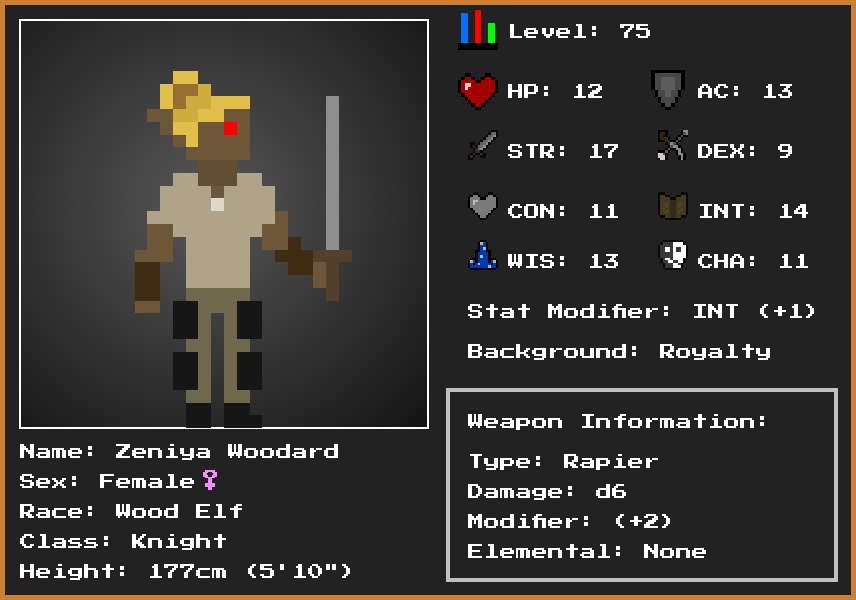 Level: 75
HP: 12
AC: 13
STR: 17
DEX: 9
CON: 11
INT: 14
WIS: 13
CHA: 11
Stat Modifier: INT (+1)
Background: Royalty
Weapon Information:
Type: Rapier
Damage: d6
Modifier: (+2)
Elemental: None
Name: Zeniya Woodard
Sex: Female♀
Race: Wood Elf
Class: Knight
Height: 177cm (5'10")